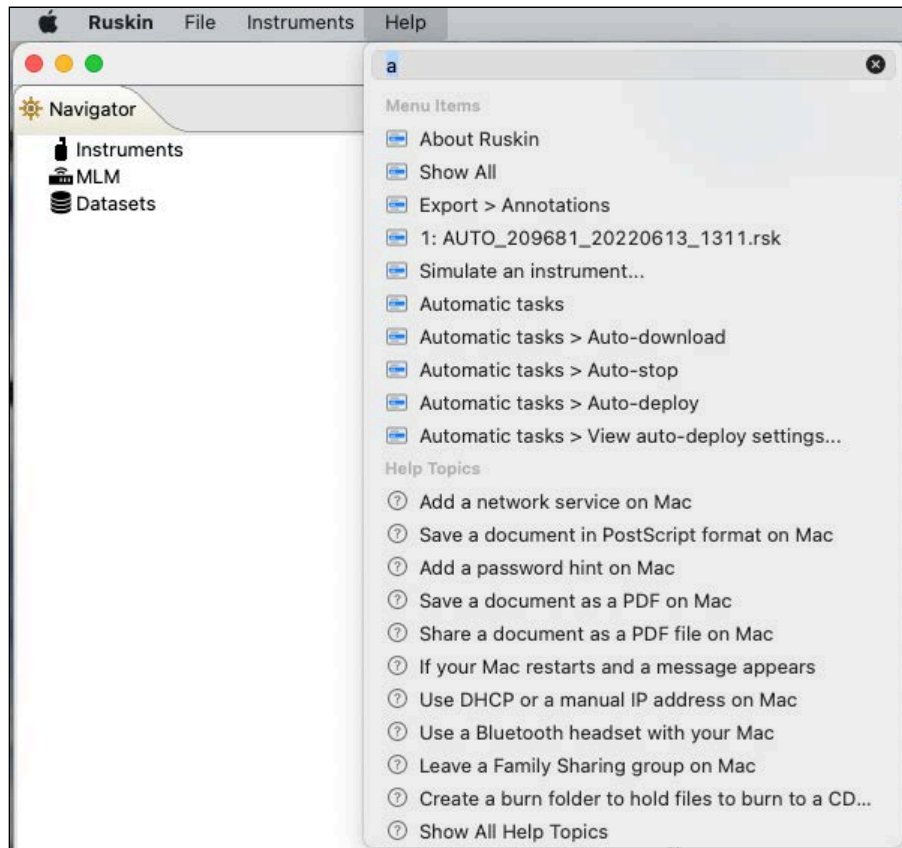 Ruskin File Instruments Help
a
Navigator
Instruments
MLM
Datasets
Menu Items
About Ruskin
Show All
Export > Annotations
1: AUTO_209681_20220613_1311.rsk
Simulate an instrument...
Automatic tasks
Automatic tasks > Auto-download
Automatic tasks > Auto-stop
Automatic tasks > Auto-deploy
Automatic tasks > View auto-deploy settings...
Help Topics
Add a network service on Mac
Save a document in PostScript format on Mac
Add a password hint on Mac
Save a document as a PDF on Mac
Share a document as a PDF file on Mac
If your Mac restarts and a message appears
Use DHCP or a manual IP address on Mac
Use a Bluetooth headset with your Mac
Leave a Family Sharing group on Mac
Create a burn folder to hold files to burn to a CD...
Show All Help Topics